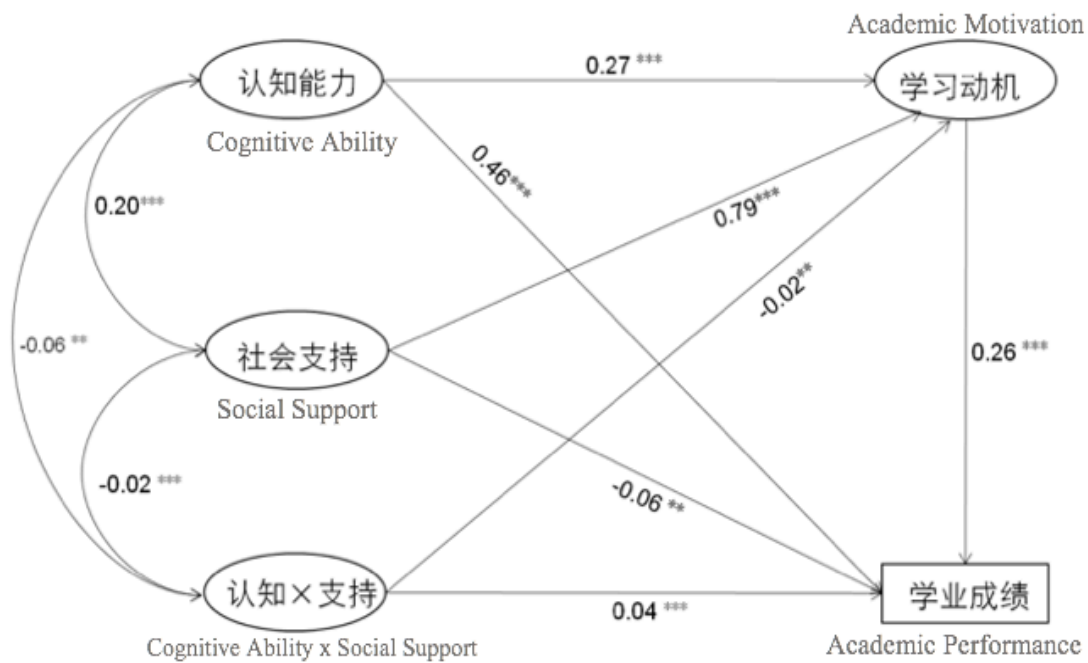 Academic Motivation
认知能力
0.27 ***
学习动机
Cognitive Ability
0.46***
0.20***
0.79***
-0.02**
-0.06 **
社会支持
0.26 ***
Social Support
-0.02 ***
-0.06 **
认知×支持
0.04 ***
学业成绩
Cognitive Ability x Social Support
Academic Performance